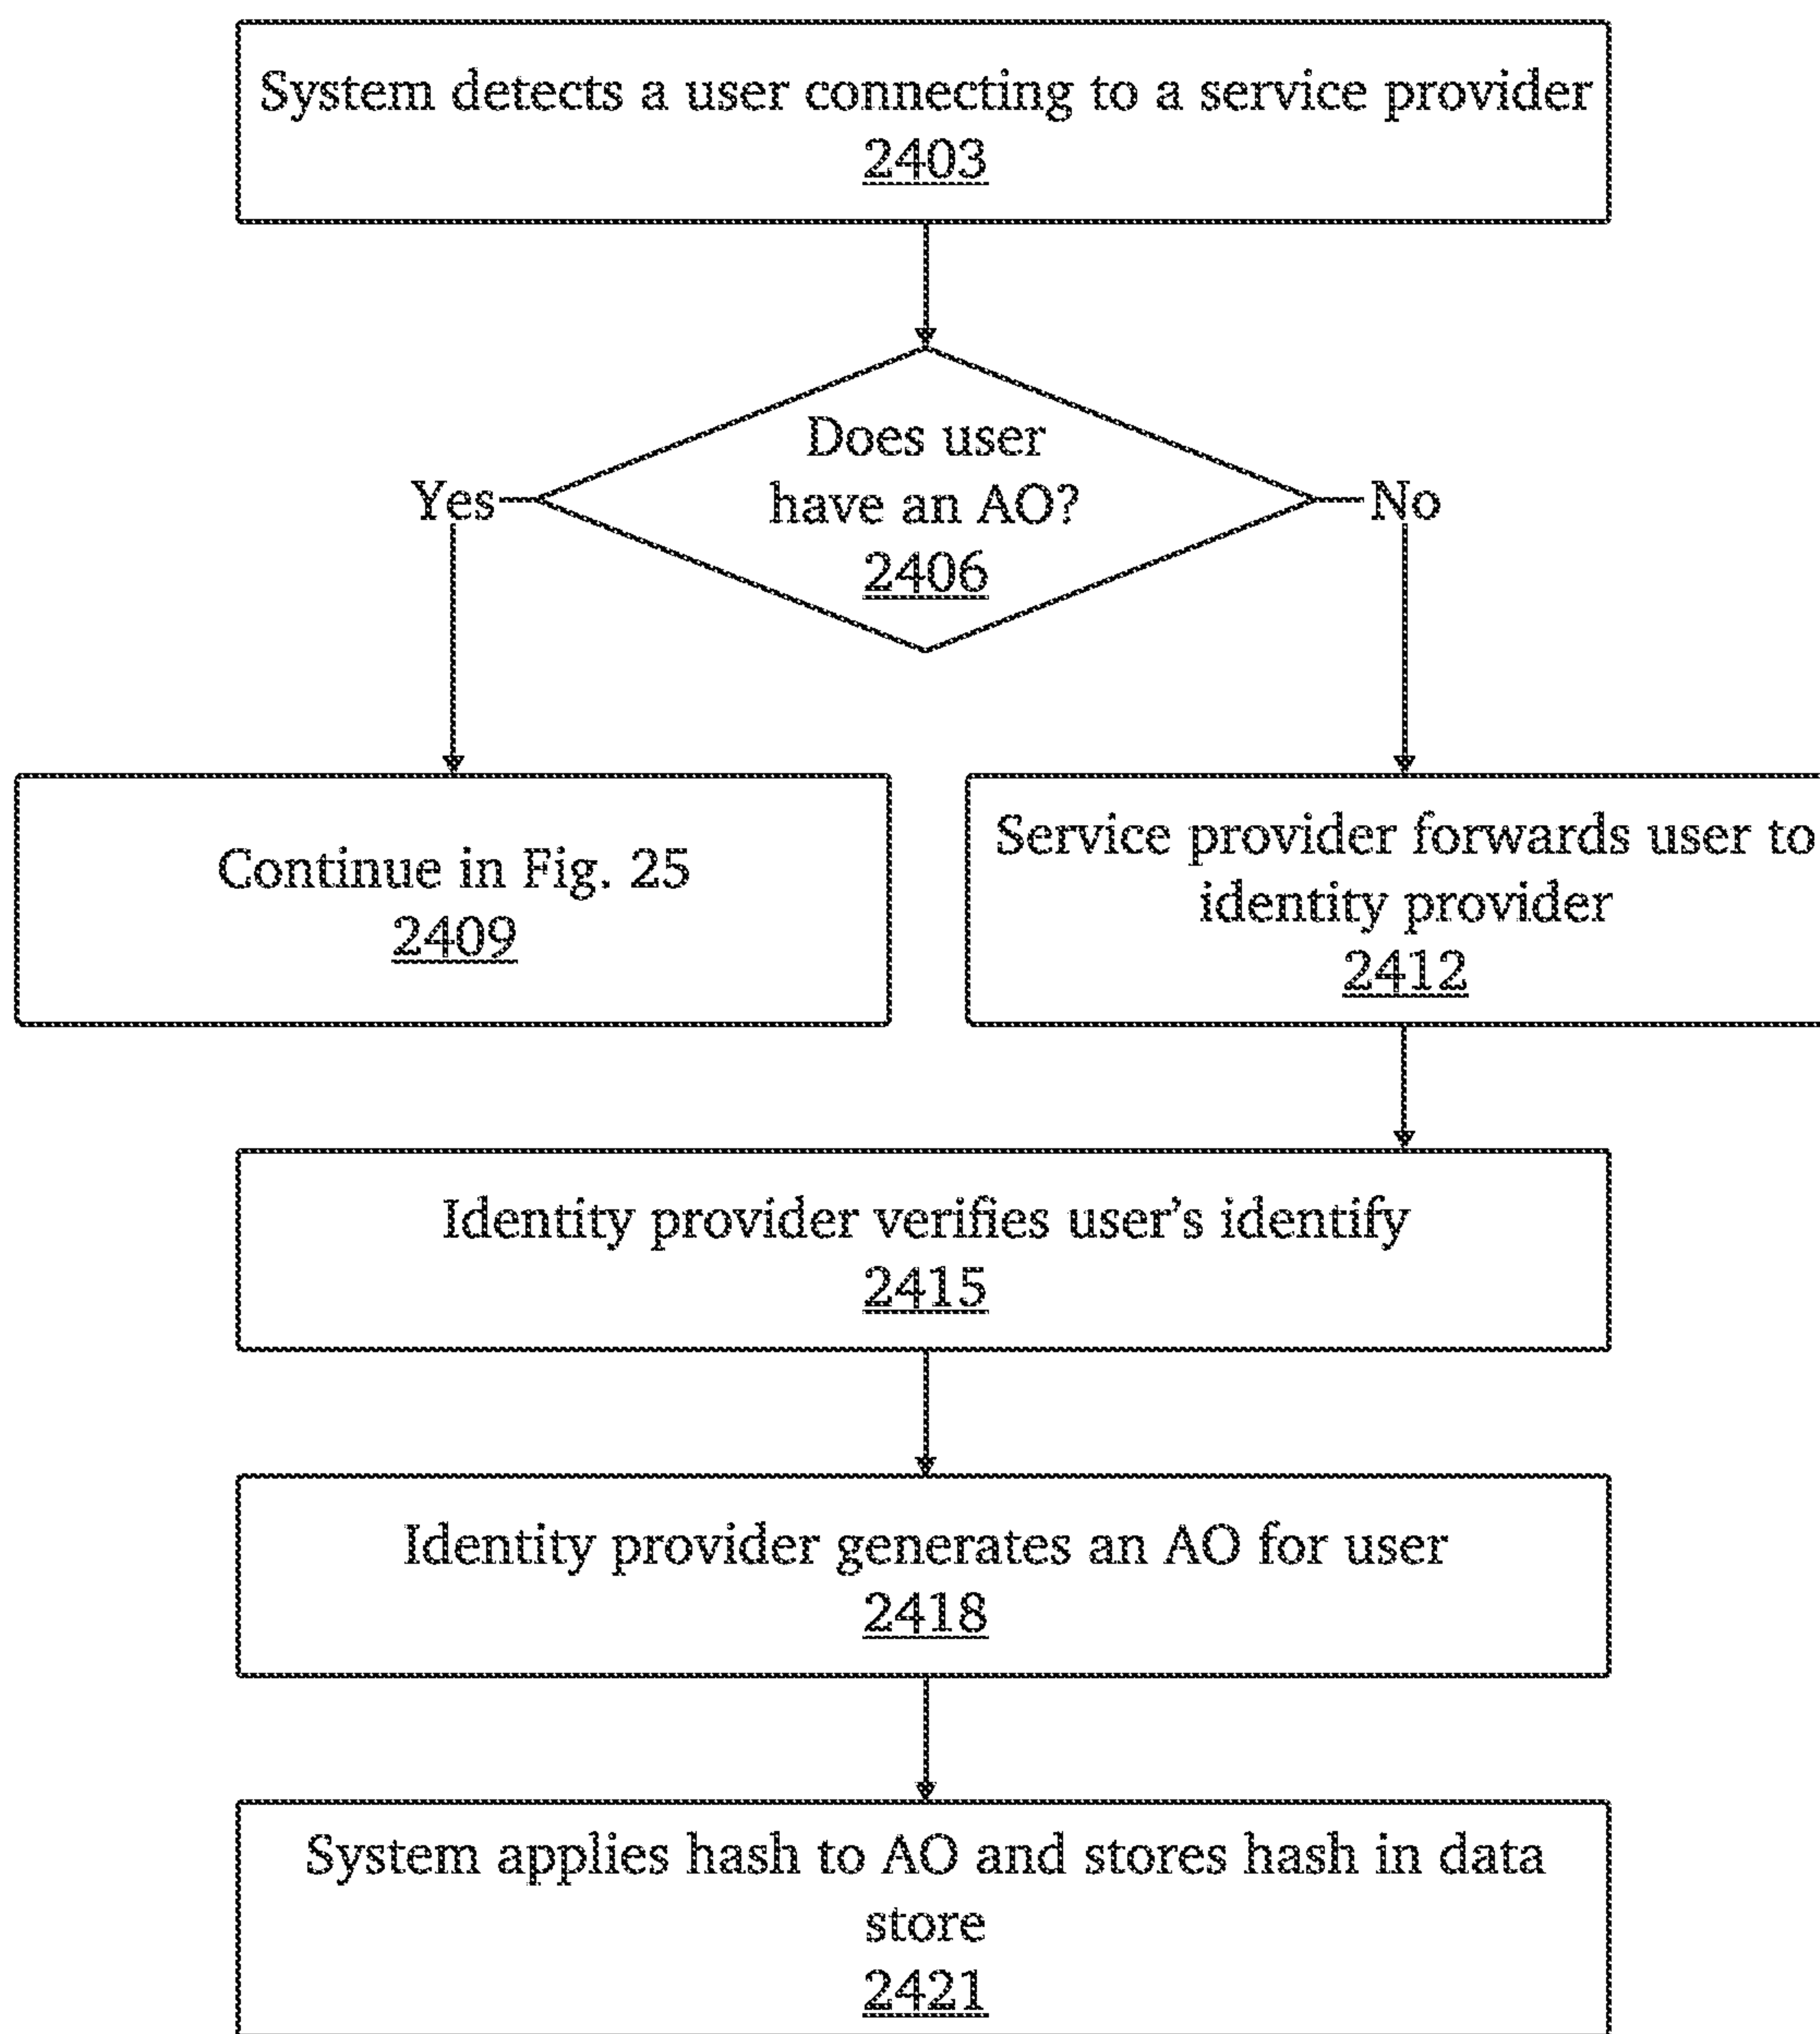 System detects a user connecting to a service provider
2403
Does user
have an AO?
2406
Yes
No
Continue in Fig. 25
2409
Service provider forwards user to
identity provider
2412
Identity provider verifies user's identify
2415
Identity provider generates an AO for user
2418
System applies hash to AO and stores hash in data
store
2421